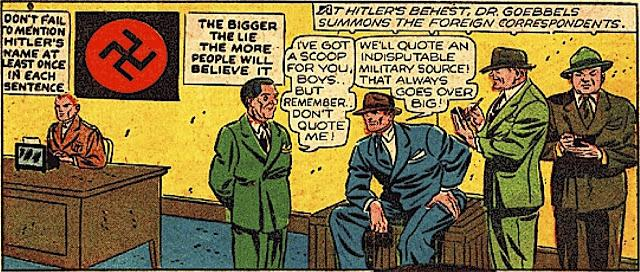 DON'T FAIL
TO MENTION
HITLER'S
NAME AT
LEAST ONCE
IN EACH
SENTENCE.
THE BIGGER
THE LIE
THE MORE
PEOPLE WILL
BELIEVE IT
AT HITLER'S BEHEST, DR. GOEBBELS
SUMMONS THE FOREIGN CORRESPONDENTS.
I'VE GOT
A SCOOP
FOR YOU,
BOYS.
BUT
REMEMBER.
DON'T
QUOTE
ME!
WE'LL QUOTE AN
INDISPUTABLE
MILITARY SOURCE!
THAT ALWAYS
GOES OVER
BIG!